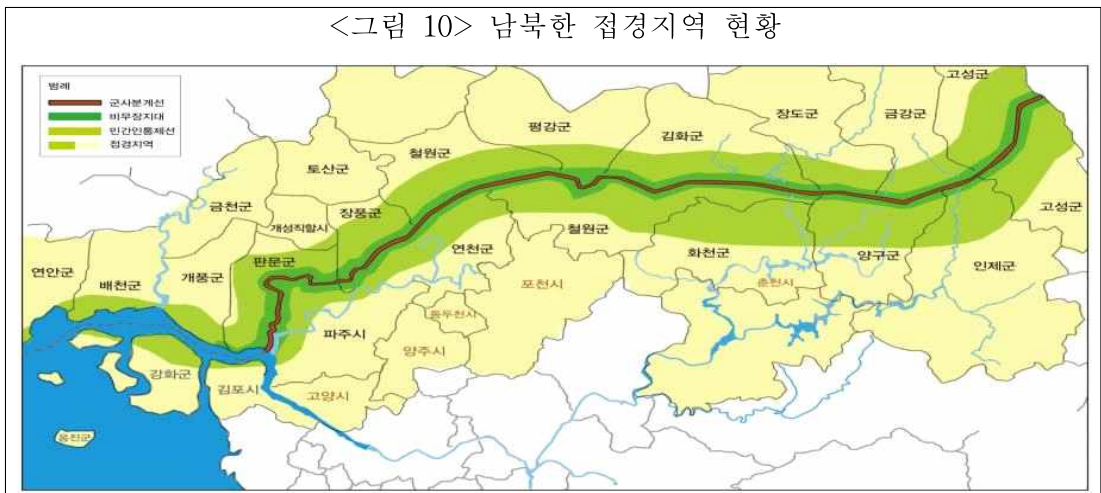 <그림 10> 남북한 접경지역 현황
범례
군사분계선
비무장지대
민간인통제선
접경지역
고성군
장도군
금강군
평강군
김화군
철원군
토산군
금천군
장풍군
개성직할시
고성군
연천군
철원군
화천군
양구군
인제군
연안군
배천군
개풍군
판문군
포천시
춘천시
동두천시
파주시
양주시
강화군
김포시
고양시
옹진군